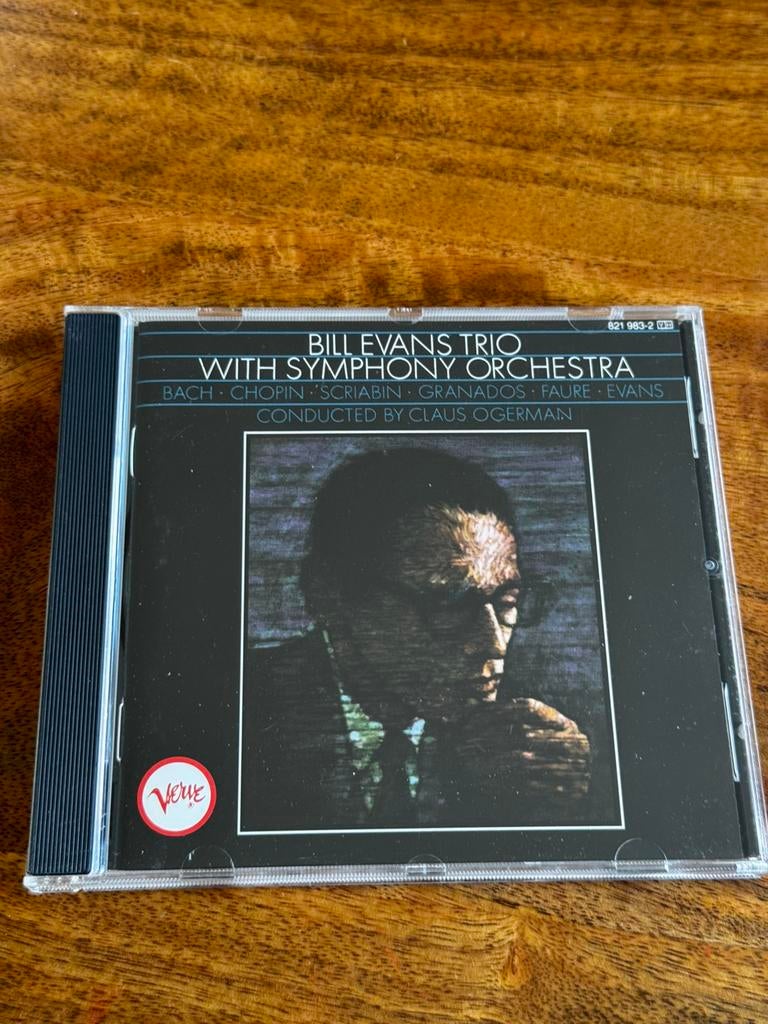 821 983-2
BILL EVANS TRIO
WITH SYMPHONY ORCHESTRA
BACH · CHOPIN · SCRIABIN · GRANADOS · FAURE · EVANS
CONDUCTED BY CLAUS OGERMAN
VERVE